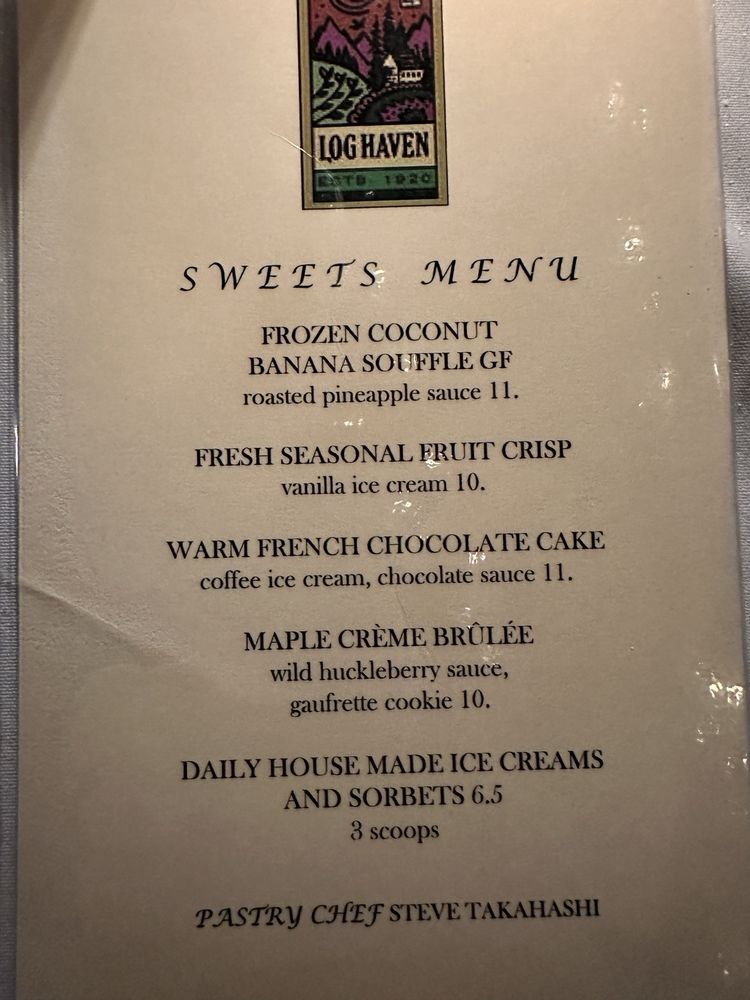 LOG HAVEN
ESTB. 1920
SWEETS MENU
FROZEN COCONUT
BANANA SOUFFLE GF
roasted pineapple sauce 11.
FRESH SEASONAL FRUIT CRISP
vanilla ice cream 10.
WARM FRENCH CHOCOLATE CAKE
coffee ice cream, chocolate sauce 11.
MAPLE CRÈME BRÛLÉE
wild huckleberry sauce,
gaufrette cookie 10.
DAILY HOUSE MADE ICE CREAMS
AND SORBETS 6.5
3 scoops
PASTRY CHEF STEVE TAKAHASHI